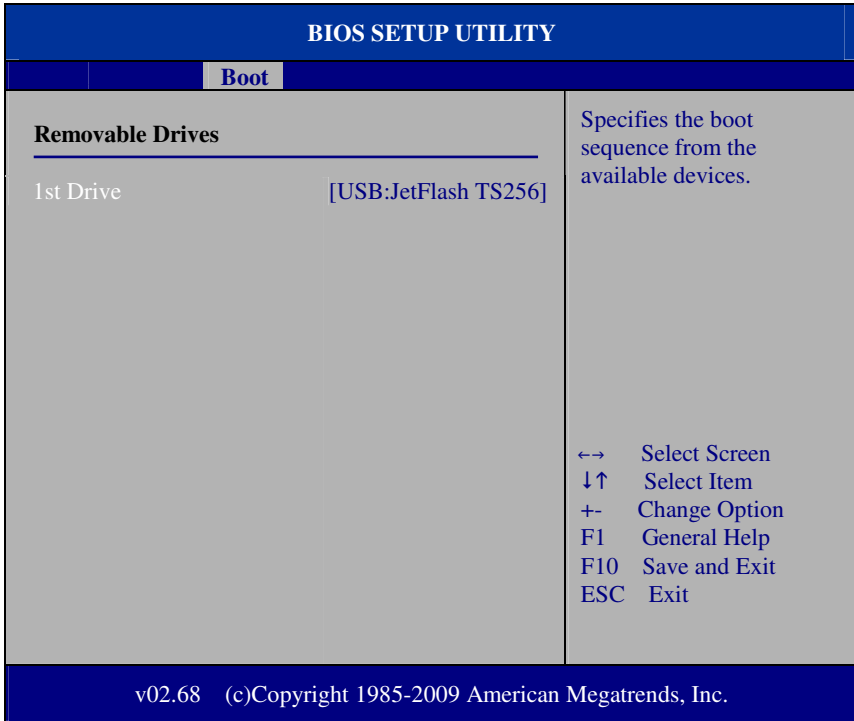 BIOS SETUP UTILITY
Boot
Removable Drives
1st Drive [USB:JetFlash TS256]
Specifies the boot
sequence from the
available devices.
←→ Select Screen
↓↑ Select Item
+- Change Option
F1 General Help
F10 Save and Exit
ESC Exit
v02.68 (c)Copyright 1985-2009 American Megatrends, Inc.